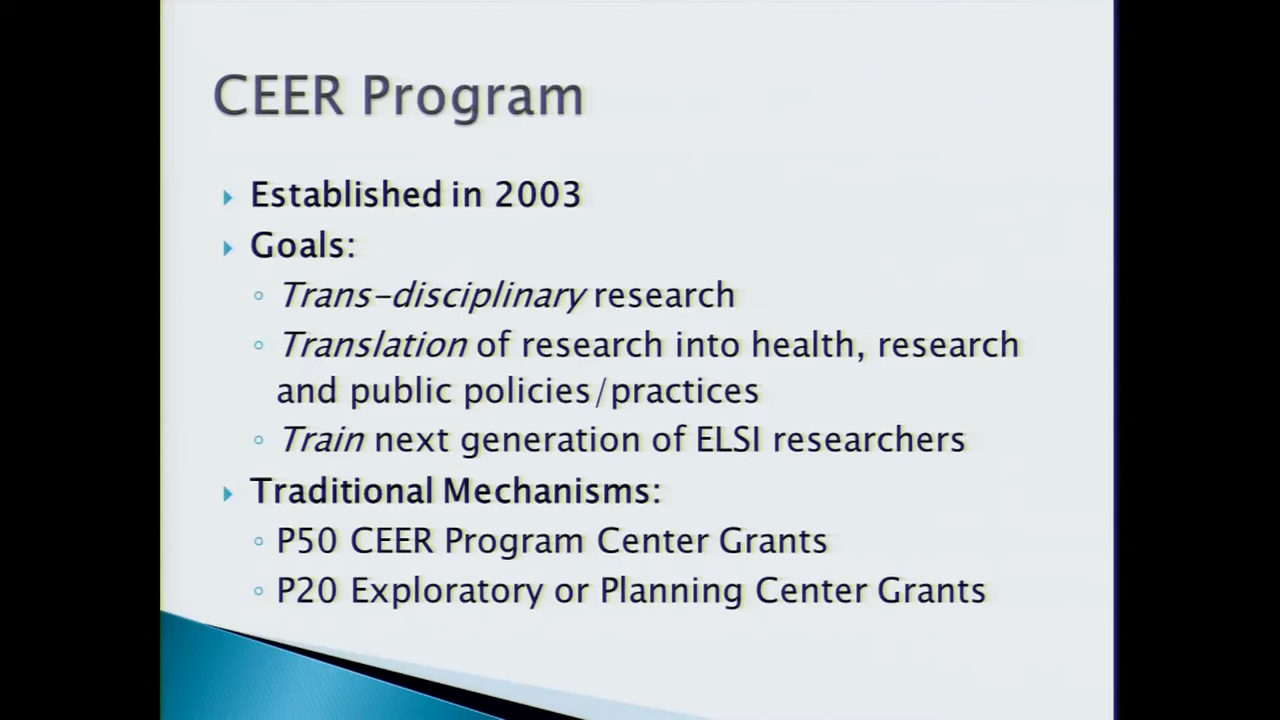 CEER Program
Established in 2003
Goals:
Trans-disciplinary research
Translation of research into health, research
and public policies/practices
Train next generation of ELSI researchers
Traditional Mechanisms:
P50 CEER Program Center Grants
P20 Exploratory or Planning Center Grants